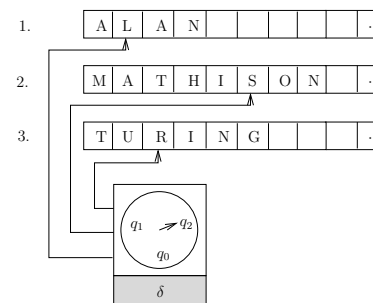 1. A L A N .
2. M A T H I S O N .
3. T U R I N G .
q1 q2
q0
δ